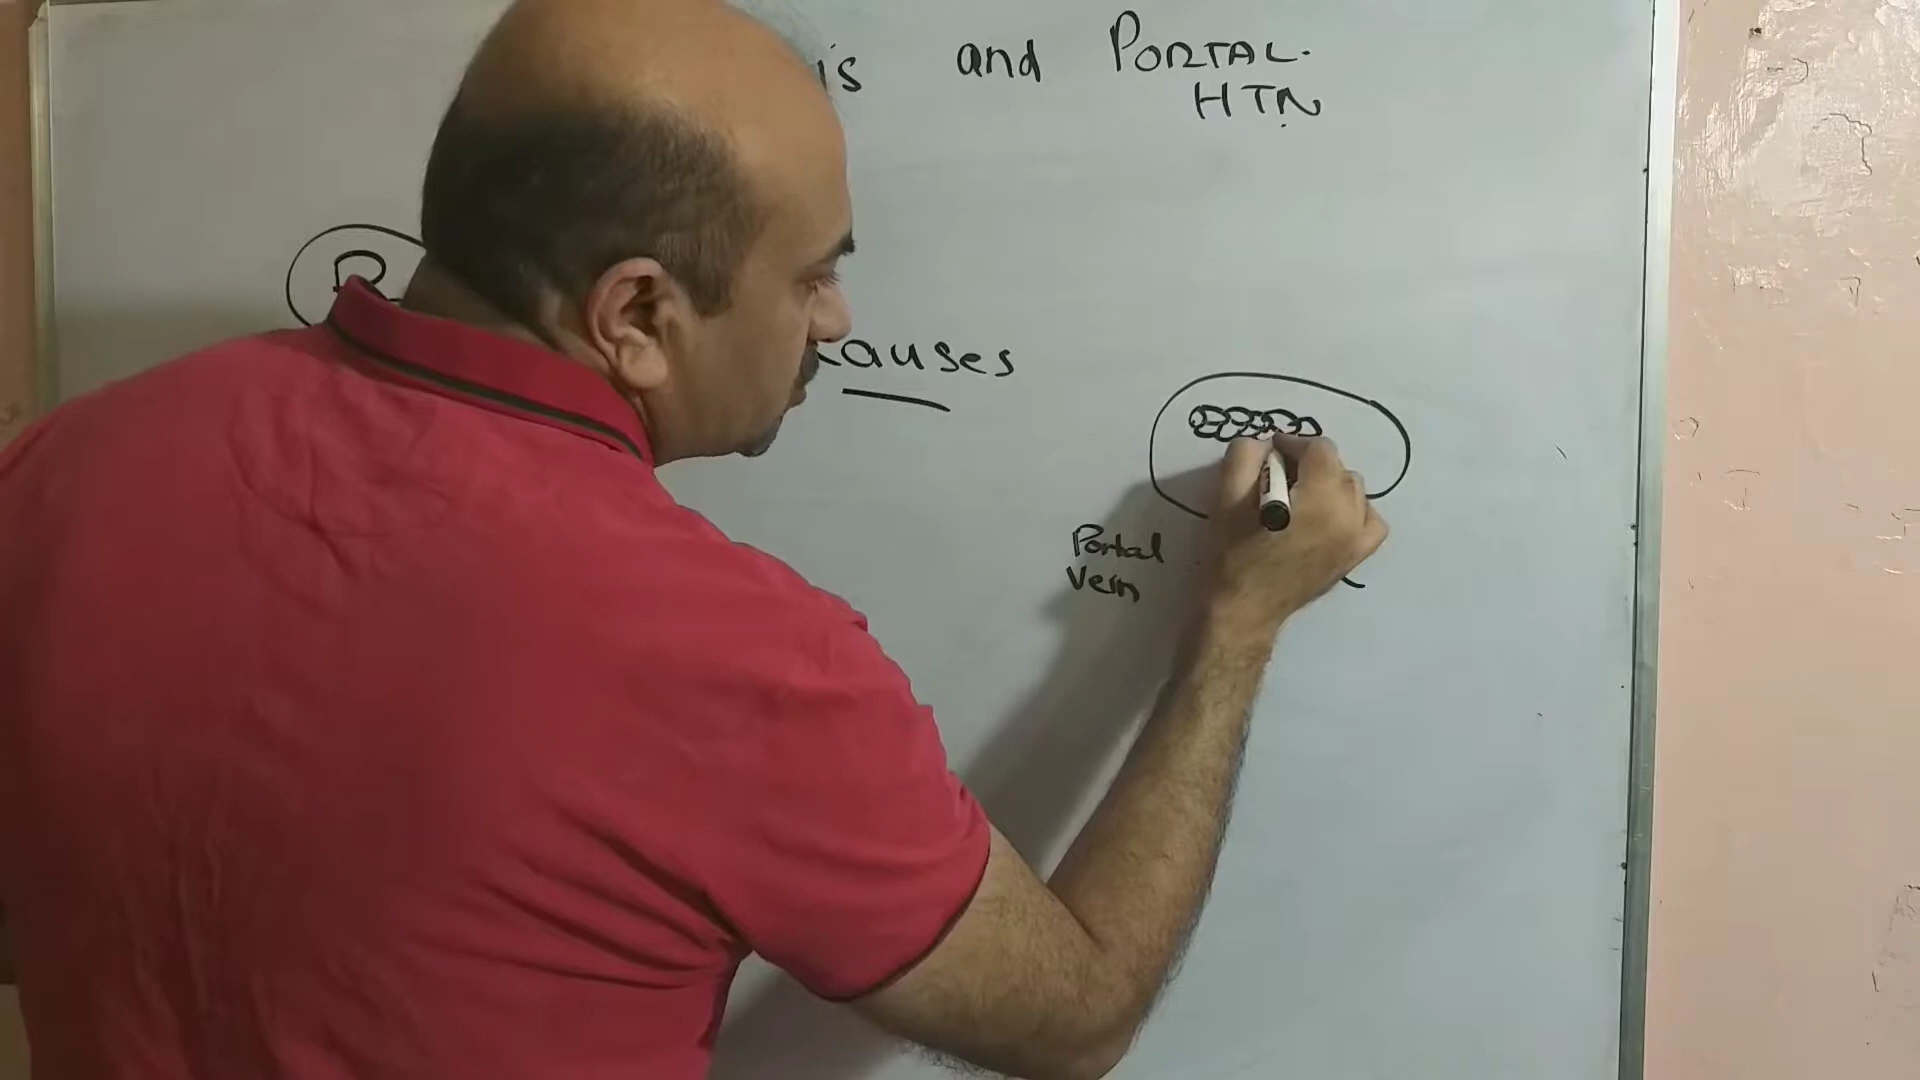 is and PORTAL.
HTN
causes
Portal
Vein